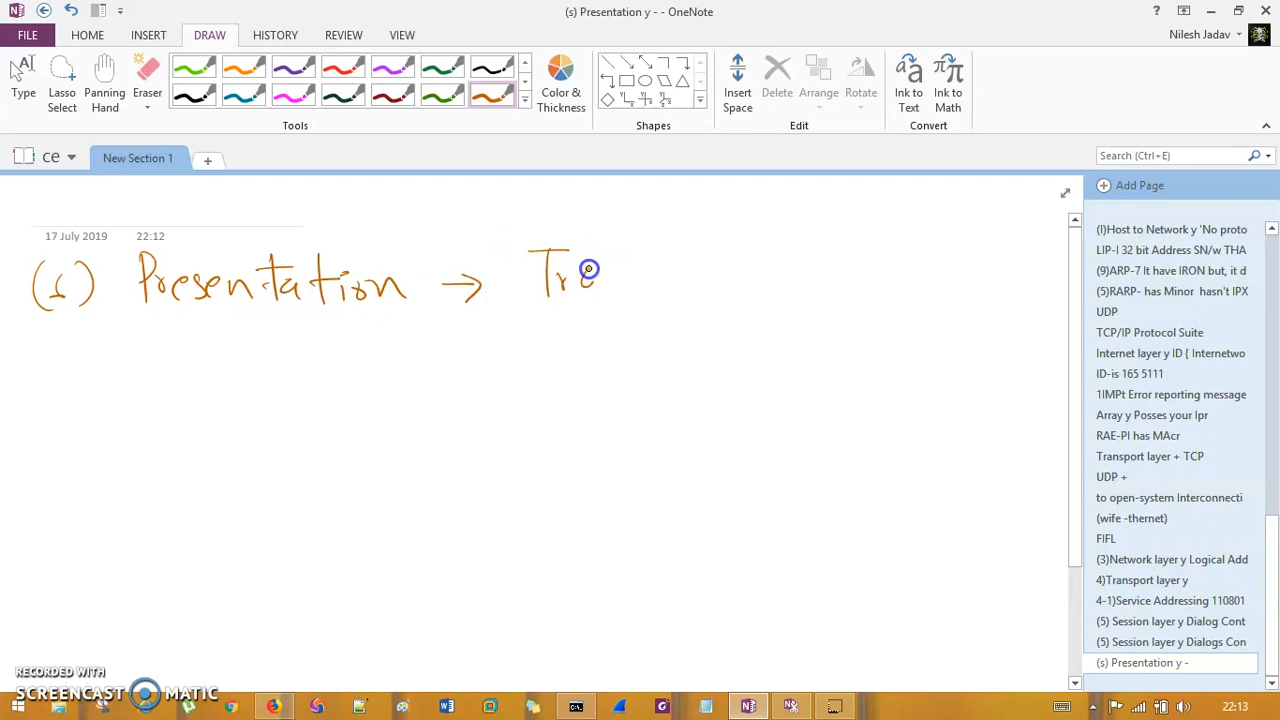 (s) Presentation y - - OneNote
FILE HOME INSERT DRAW HISTORY REVIEW VIEW
Nilesh Jadav
Type
Lasso Select
Panning Hand
Eraser
Color & Thickness
Insert Space
Delete
Arrange
Rotate
Ink to Text
Ink to Math
Tools
Shapes
Edit
Convert
ce
New Section 1
Search (Ctrl+E)
Add Page
17 July 2019 22:12
Presentation → Tra
(I)Host to Network y 'No proto
LIP-I 32 bit Address SN/w THA
(9)ARP-7 It have IRON but, it d
(5)RARP- has Minor hasn't IPX
UDP
TCP/IP Protocol Suite
Internet layer y ID { Internetwo
ID-is 165 5111
1IMPt Error reporting message
Array y Posses your Ipr
RAE-PI has MAcr
Transport layer + TCP
UDP +
to open-system Interconnecti
(wife -thernet)
FIFL
(3)Network layer y Logical Add
4)Transport layer y
4-1)Service Addressing 110801
(5) Session layer y Dialog Cont
(5) Session layer y Dialogs Con
(s) Presentation y -
RECORDED WITH
SCREENCAST MATIC
22:13